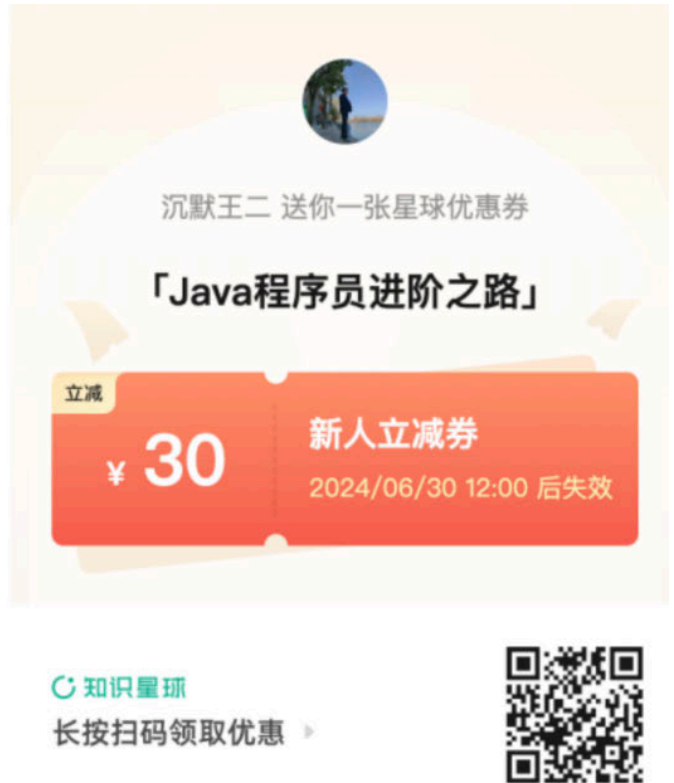 沉默王二 送你一张星球优惠券
「Java程序员进阶之路」
立减
¥ 30
新人立减券
2024/06/30 12:00 后失效
知识星球
长按扫码领取优惠